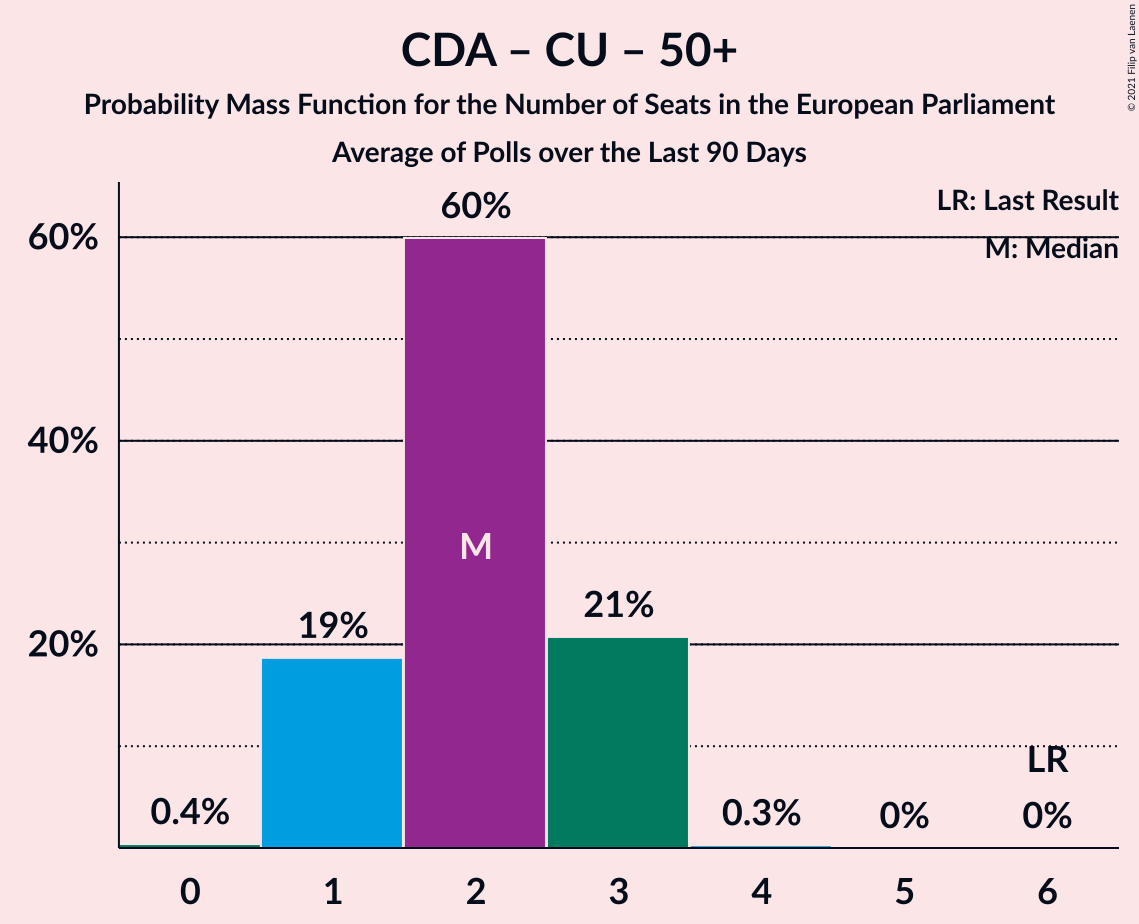 CDA – CU – 50+
Probability Mass Function for the Number of Seats in the European Parliament
Average of Polls over the Last 90 Days
© 2021 Filip van Laenen
LR: Last Result
M: Median
60%
40%
20%
0.4%
19%
60%
M
21%
0.3%
0%
LR
0%
0 1 2 3 4 5 6